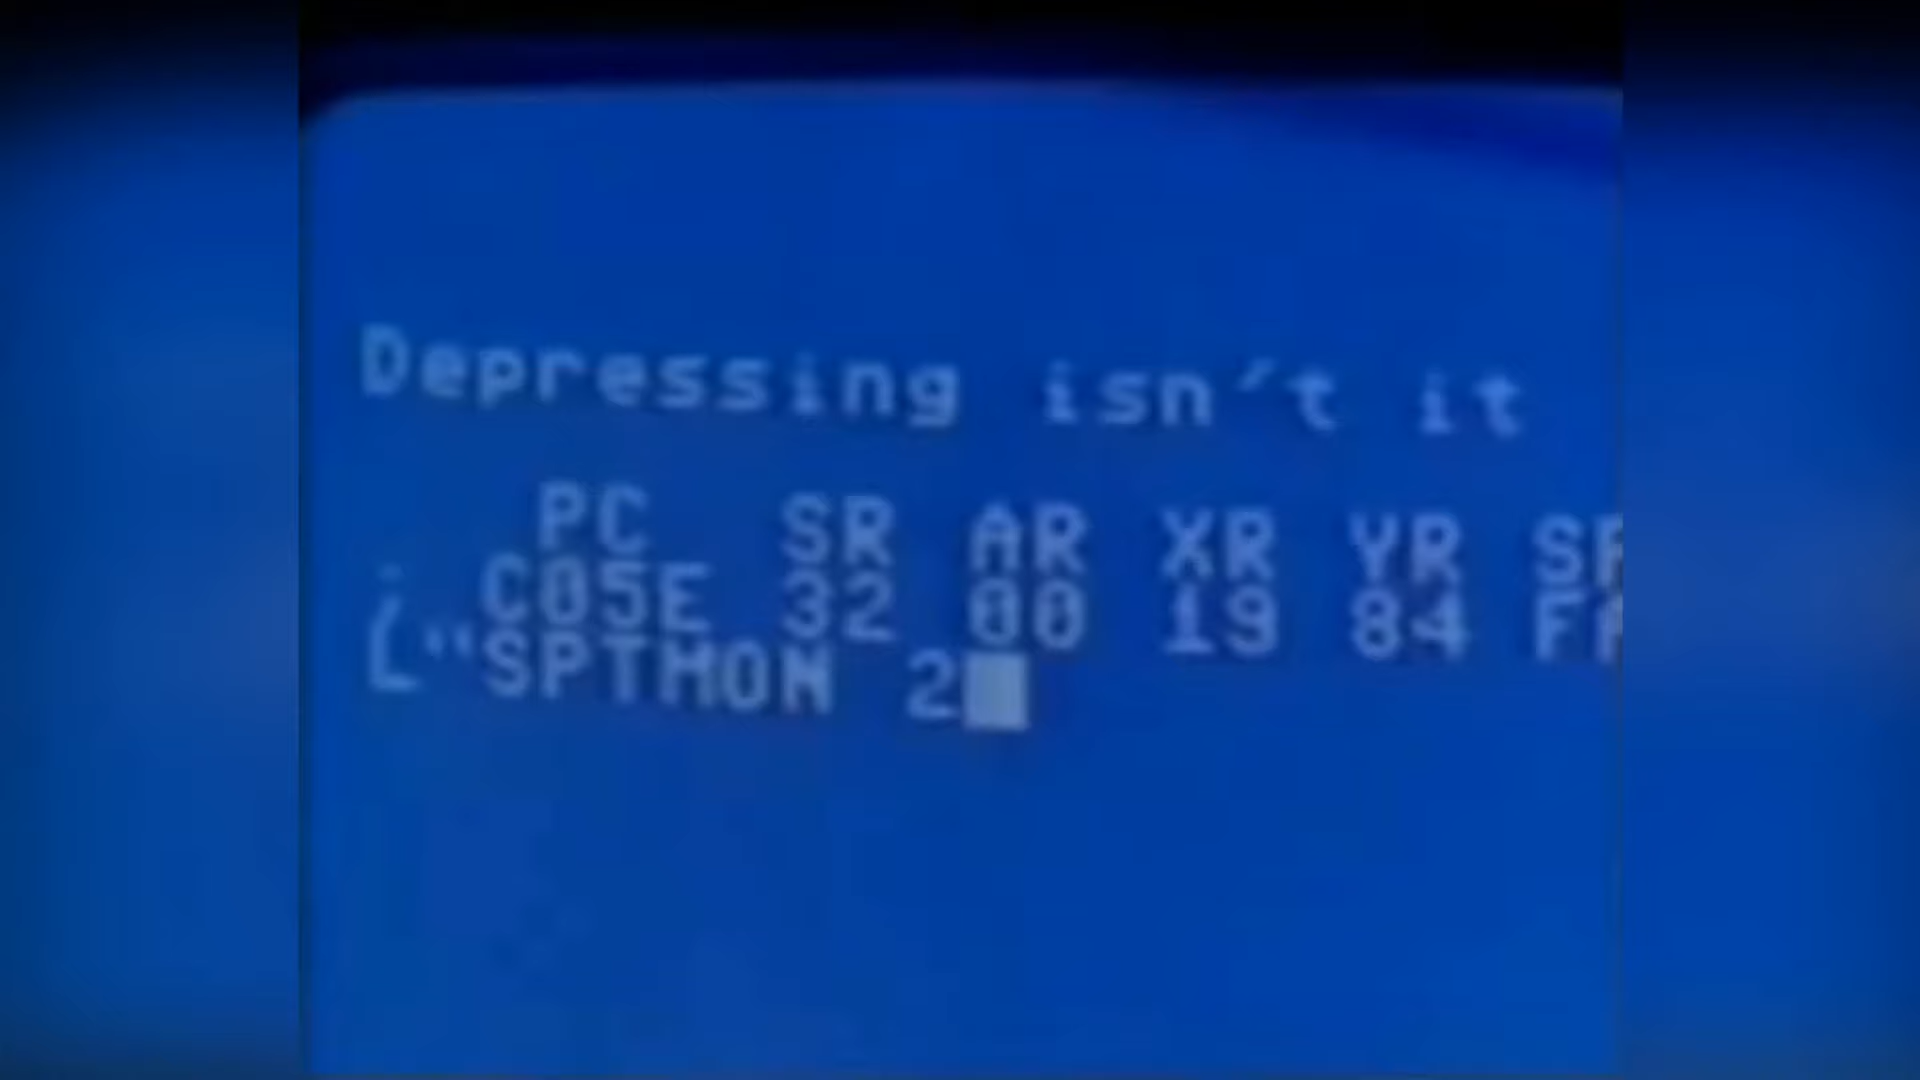 Depressing isn't it
PC SR AR XR YR
C05E 32 00 19 84
L"SPTMON 2